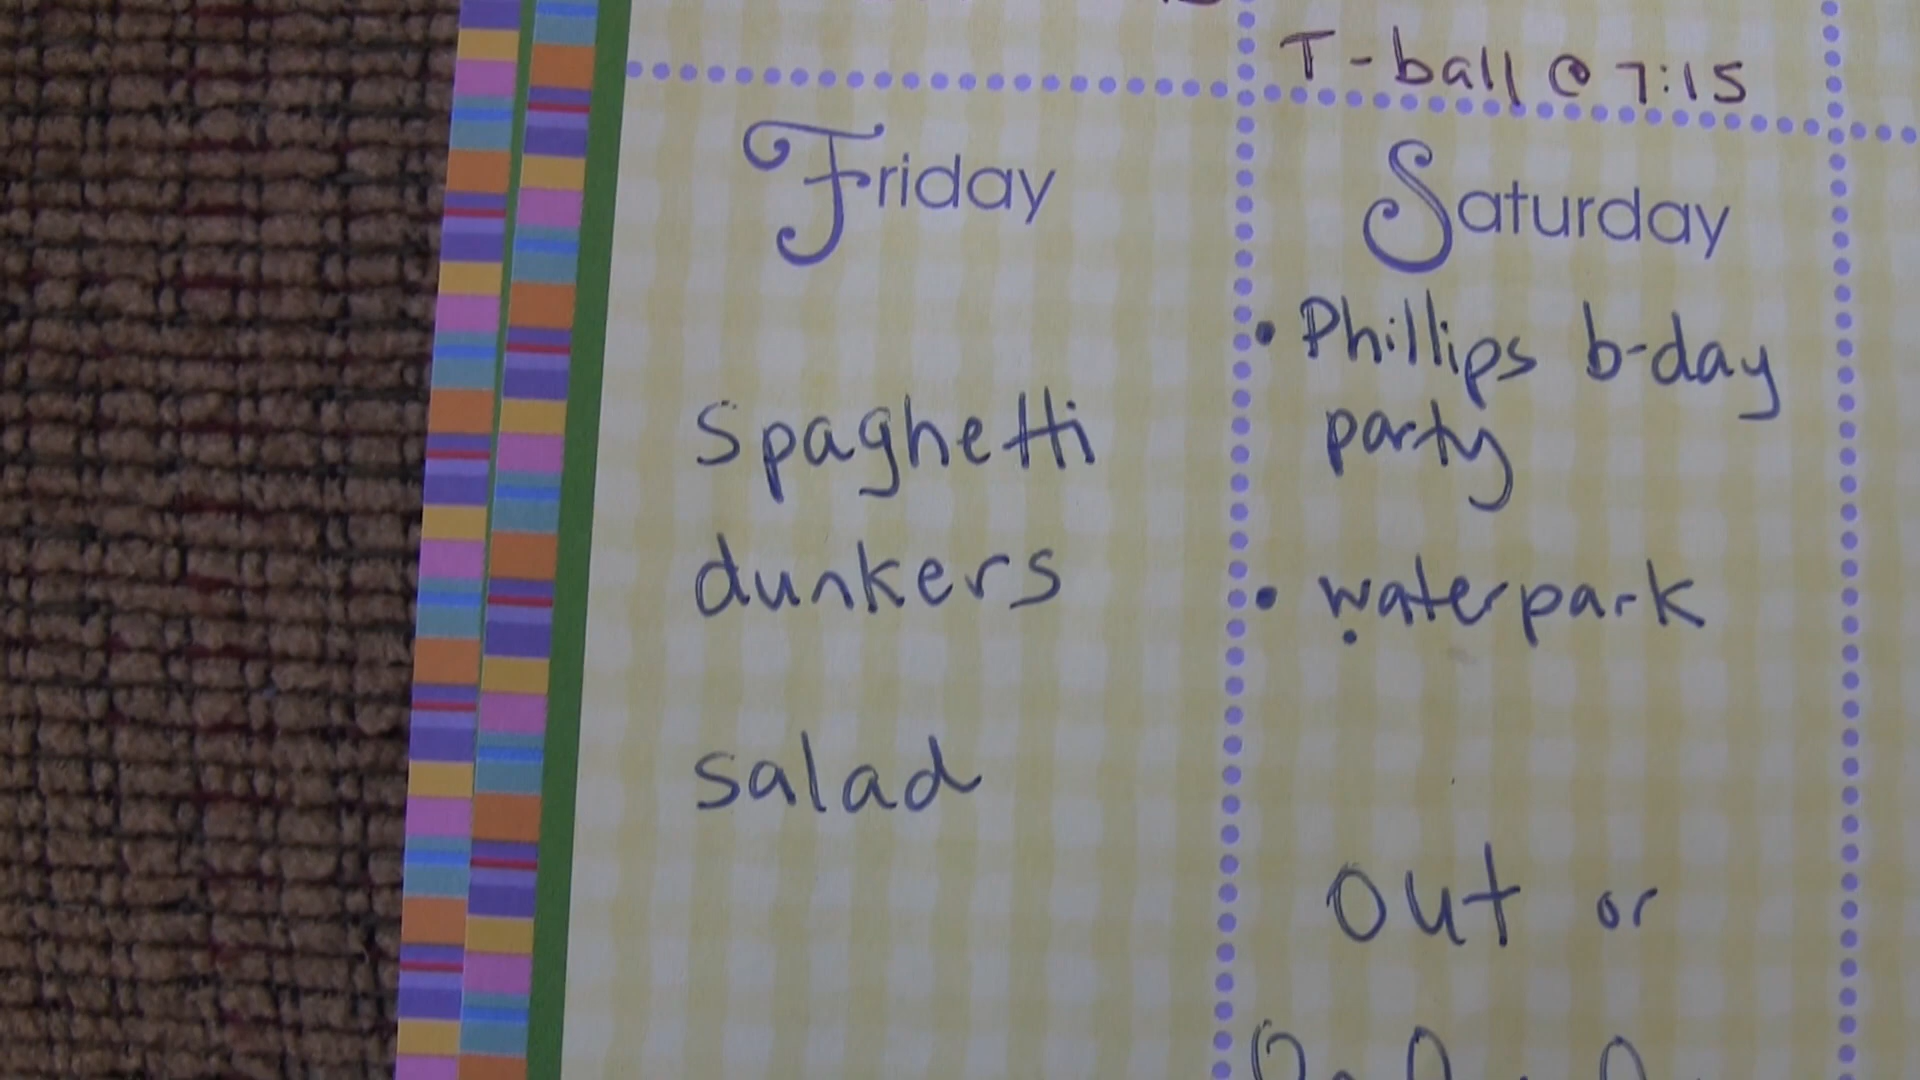 T-ball @ 7:15
Friday
Spaghetti
dunkers
salad
Saturday
• Phillips b-day
party
• waterpark
out or